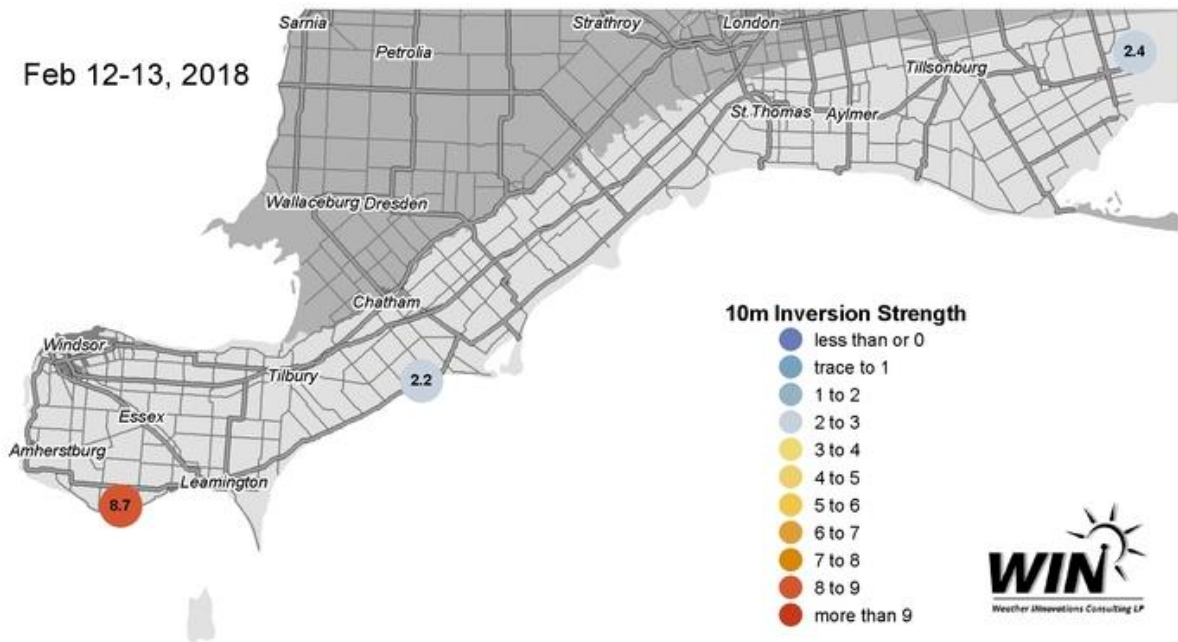 Sarnia
Strathroy
London
Petrolia
2.4
Feb 12-13, 2018
Tillsonburg
St.Thomas
Aylmer
Wallaceburg
Dresden
Chatham
10m Inversion Strength
less than or 0
Windsor
trace to 1
Tilbury
2.2
1 to 2
Essex
2 to 3
Amherstburg
3 to 4
Leamington
4 to 5
8.7
5 to 6
6 to 7
7 to 8
8 to 9
more than 9
WIN
Weather INnovations Consulting LP